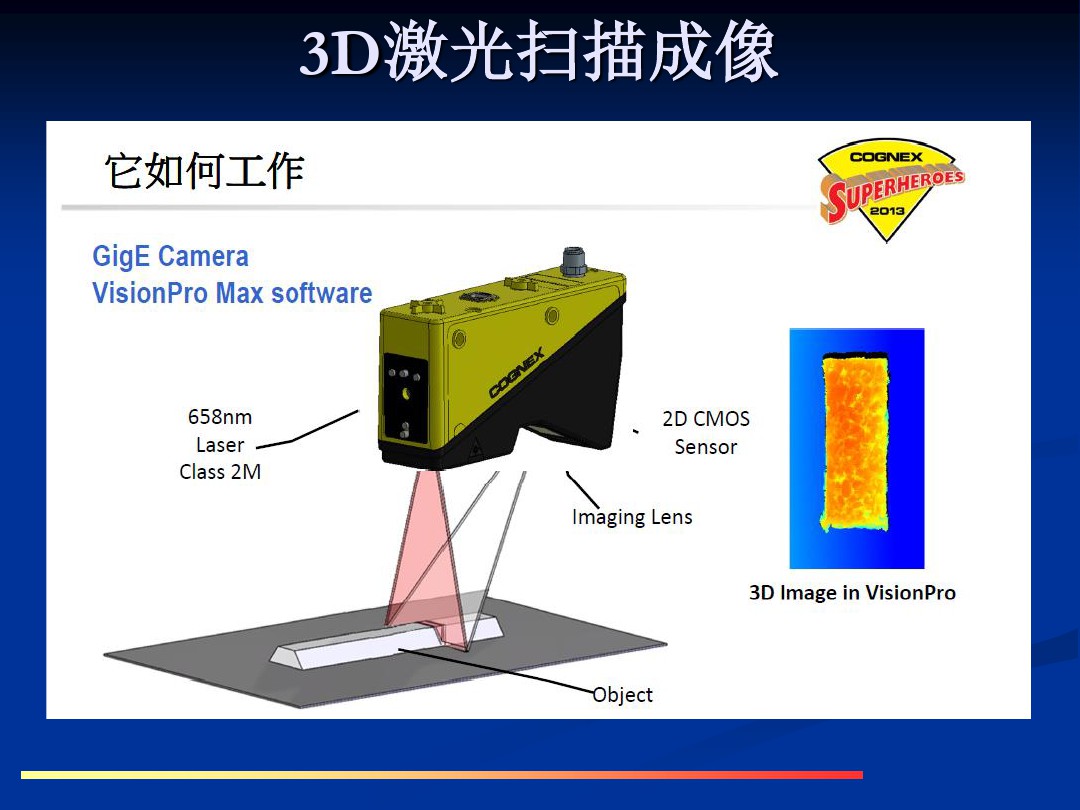 3D激光扫描成像
它如何工作
COGNEX
SUPERHEROES
2013
GigE Camera
VisionPro Max software
COGNEX
658nm
Laser
Class 2M
2D CMOS
Sensor
Imaging Lens
3D Image in VisionPro
Object